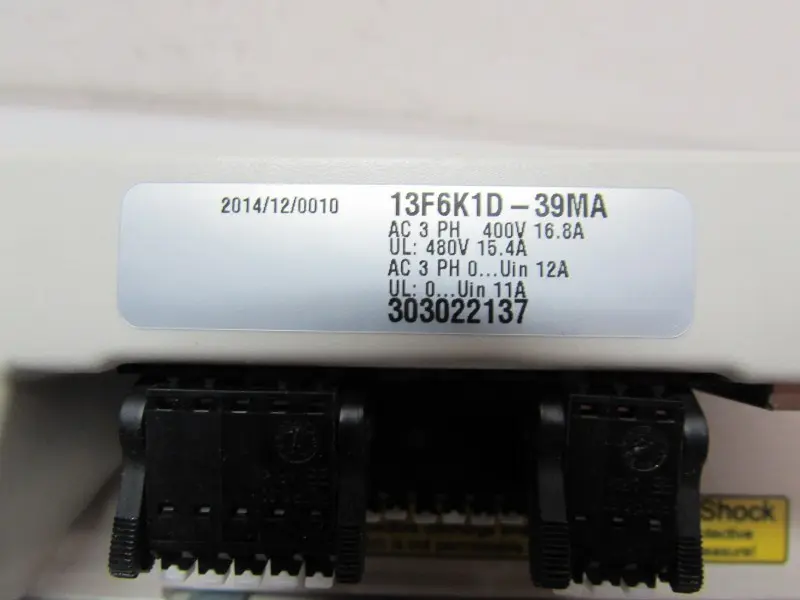 2014/12/0010
13F6K1D – 39MA
AC 3 PH 400V 16.8A
UL: 480V 15.4A
AC 3 PH 0...Uin 12A
UL: 0...Uin 11A
303022137
Shock